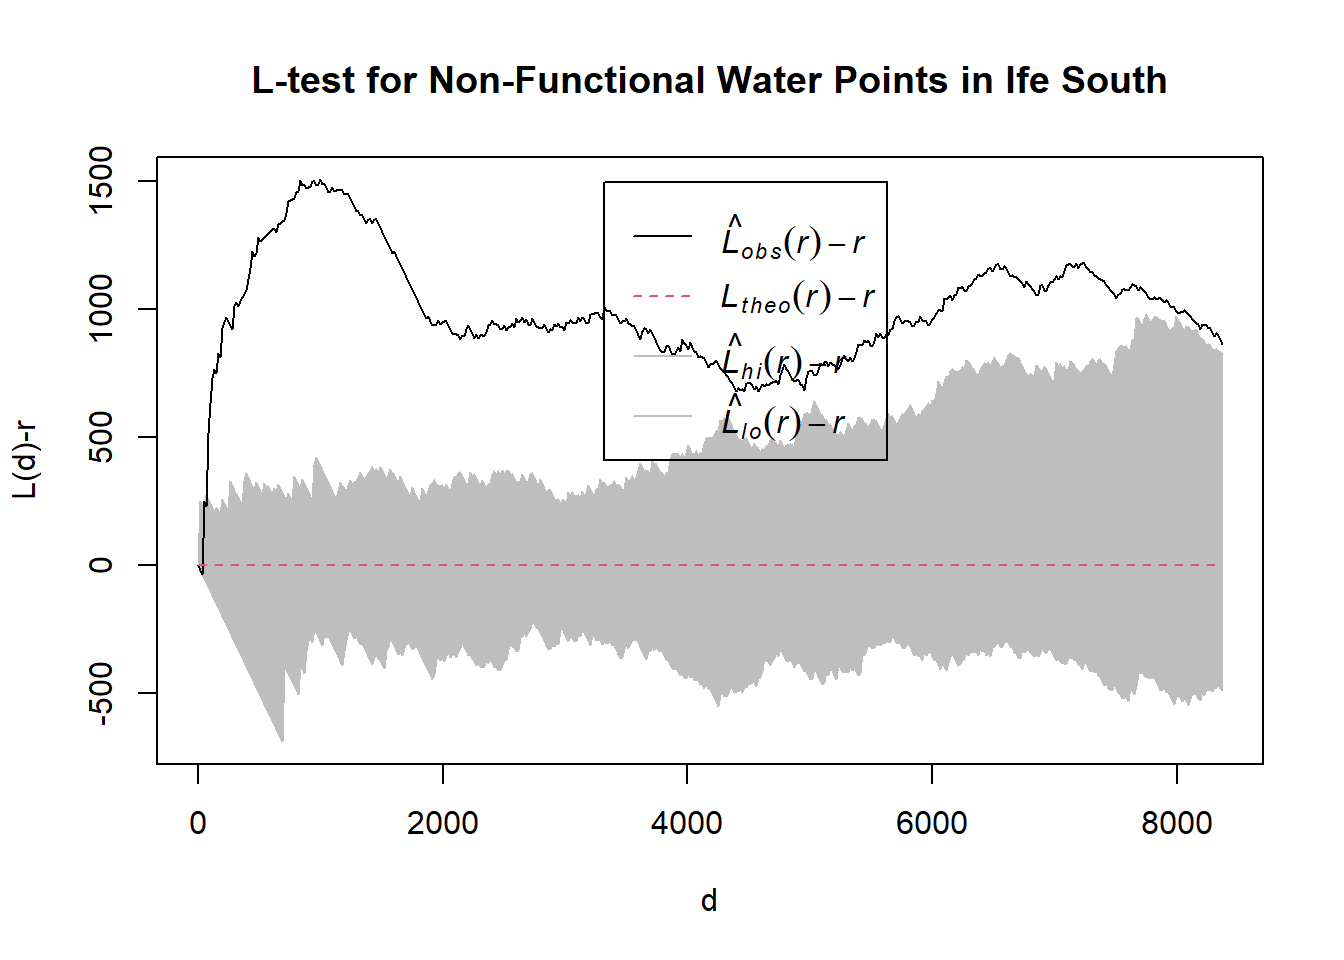 L-test for Non-Functional Water Points in Ife South
L(d)-r
1500
1000
500
0
-500
L̂obs(r) – r
Ltheo(r) – r
L̂hi(r) – r
L̂lo(r) – r
0 2000 4000 6000 8000
d